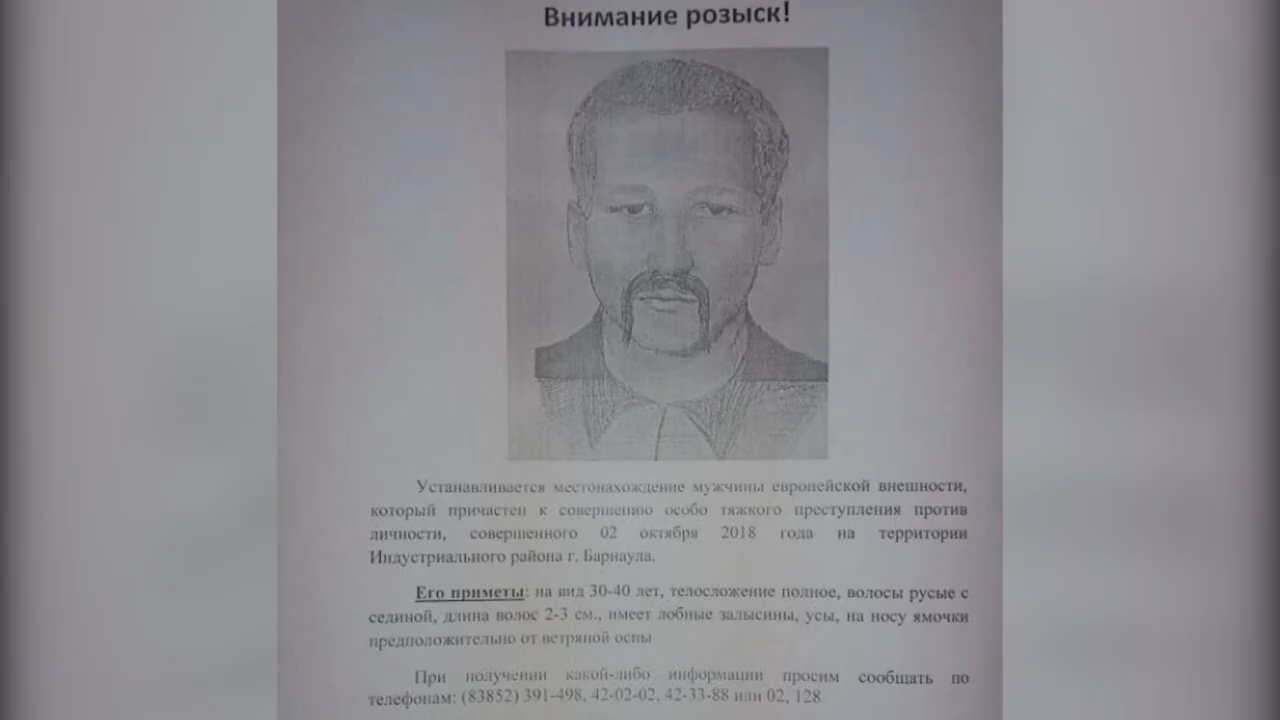 Внимание розыск!
Устанавливается местонахождение мужчины европейской внешности,
который причастен к совершению особо тяжкого преступления против
личности, совершенного 02 октября 2018 года на территории
Индустриального района г. Барнаула.
Его приметы: на вид 30-40 лет, телосложение полное, волосы русые с
сединой, длина волос 2-3 см., имеет лобные залысины, усы, на носу ямочки
предположительно от ветряной оспы
При получении какой-либо информации просим сообщать по
телефонам: (83852) 391-498, 42-02-02, 42-33-88 или 02, 128